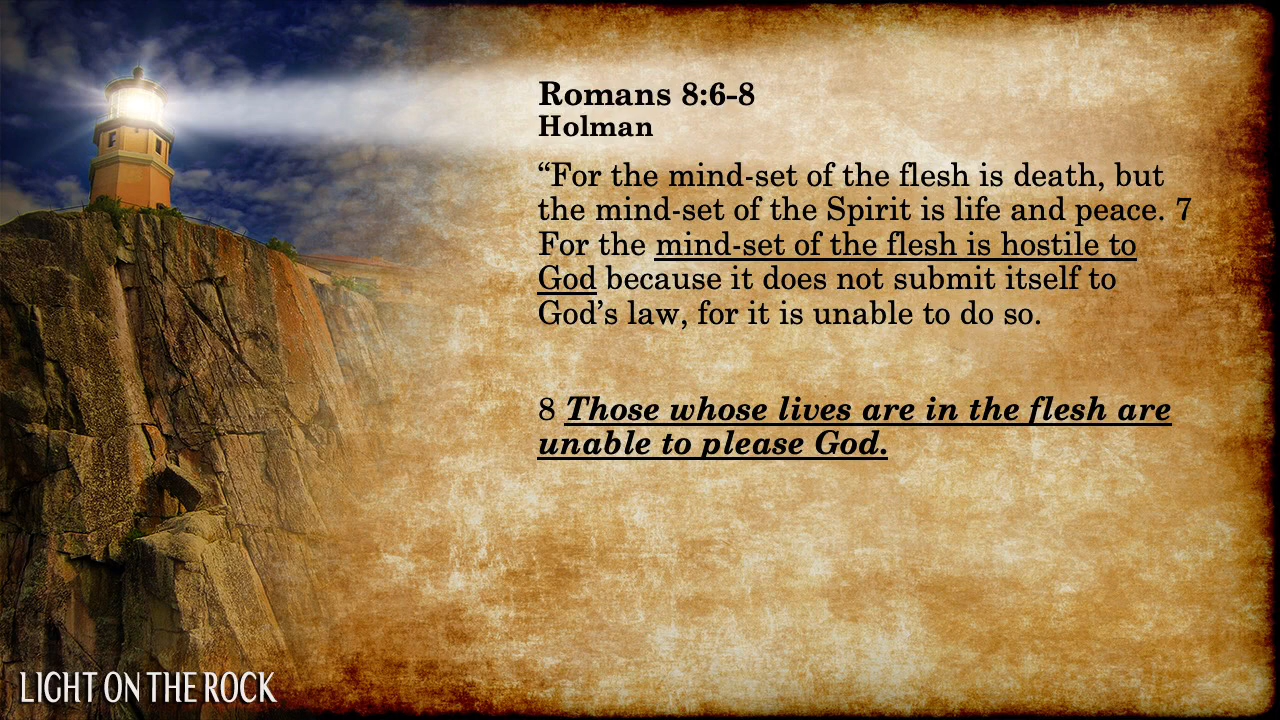 Romans 8:6-8
Holman
“For the mind-set of the flesh is death, but
the mind-set of the Spirit is life and peace. 7
For the mind-set of the flesh is hostile to
God because it does not submit itself to
God’s law, for it is unable to do so.
8 Those whose lives are in the flesh are
unable to please God.
LIGHT ON THE ROCK